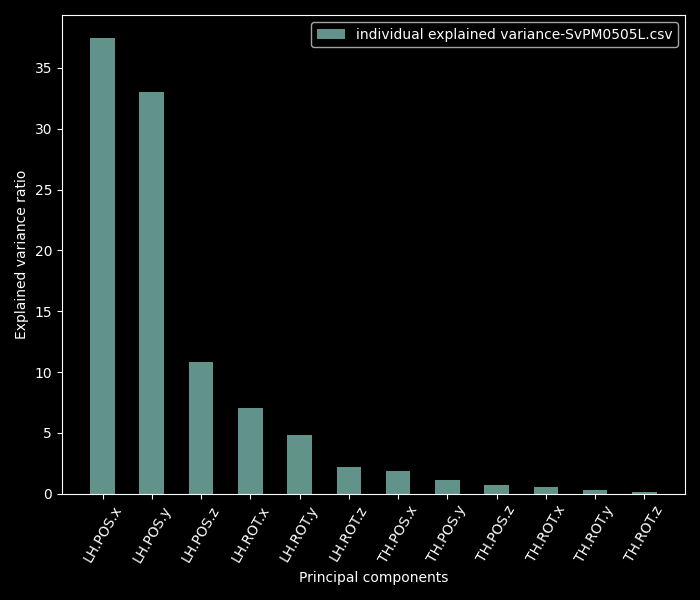 individual explained variance-SvPM0505L.csv
Explained variance ratio
35
30
25
20
15
10
5
0
LH.POS.x
LH.POS.y
LH.POS.z
LH.ROT.x
LH.ROT.y
LH.ROT.z
TH.POS.x
TH.POS.y
TH.POS.z
TH.ROT.x
TH.ROT.y
TH.ROT.z
Principal components